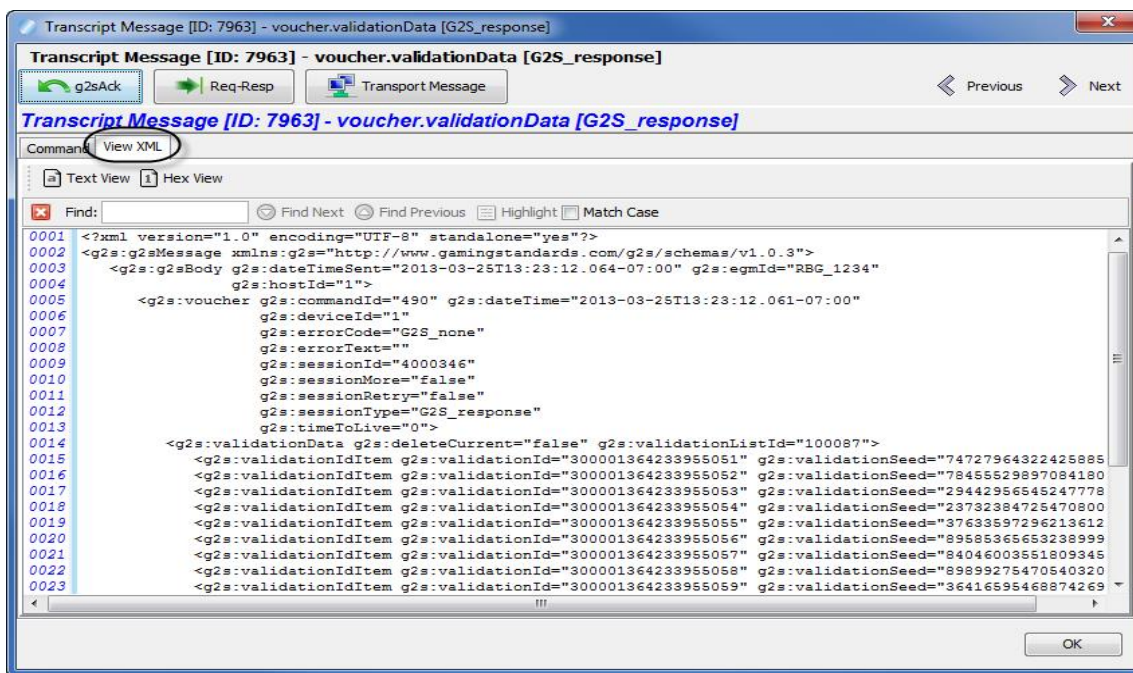 Transcript Message [ID: 7963] - voucher.validationData [G2S_response]
Transcript Message [ID: 7963] - voucher.validationData [G2S_response]
g2sAck Req-Resp Transport Message Previous Next
Transcript Message [ID: 7963] - voucher.validationData [G2S_response]
Command View XML
a Text View 1 Hex View
Find: Find Next Find Previous Highlight Match Case
0001 <?xml version="1.0" encoding="UTF-8" standalone="yes"?>
0002 <g2s:g2sMessage xmlns:g2s="http://www.gamingstandards.com/g2s/schemas/v1.0.3">
0003 <g2s:g2sBody g2s:dateTimeSent="2013-03-25T13:23:12.064-07:00" g2s:egmId="RBG_1234"
0004 g2s:hostId="1">
0005 <g2s:voucher g2s:commandId="490" g2s:dateTime="2013-03-25T13:23:12.061-07:00"
0006 g2s:deviceId="1"
0007 g2s:errorCode="G2S_none"
0008 g2s:errorText=""
0009 g2s:sessionId="4000346"
0010 g2s:sessionMore="false"
0011 g2s:sessionRetry="false"
0012 g2s:sessionType="G2S_response"
0013 g2s:timeToLive="0">
0014 <g2s:validationData g2s:deleteCurrent="false" g2s:validationListId="100087">
0015 <g2s:validationIdItem g2s:validationId="300001364233955051" g2s:validationSeed="74727964322425885
0016 <g2s:validationIdItem g2s:validationId="300001364233955052" g2s:validationSeed="78455529897084180
0017 <g2s:validationIdItem g2s:validationId="300001364233955053" g2s:validationSeed="29442956545247778
0018 <g2s:validationIdItem g2s:validationId="300001364233955054" g2s:validationSeed="23732384725470800
0019 <g2s:validationIdItem g2s:validationId="300001364233955055" g2s:validationSeed="37633597296213612
0020 <g2s:validationIdItem g2s:validationId="300001364233955056" g2s:validationSeed="89585365653238999
0021 <g2s:validationIdItem g2s:validationId="300001364233955057" g2s:validationSeed="84046003551809345
0022 <g2s:validationIdItem g2s:validationId="300001364233955058" g2s:validationSeed="89899275470540320
0023 <g2s:validationIdItem g2s:validationId="300001364233955059" g2s:validationSeed="36416595468874269
OK